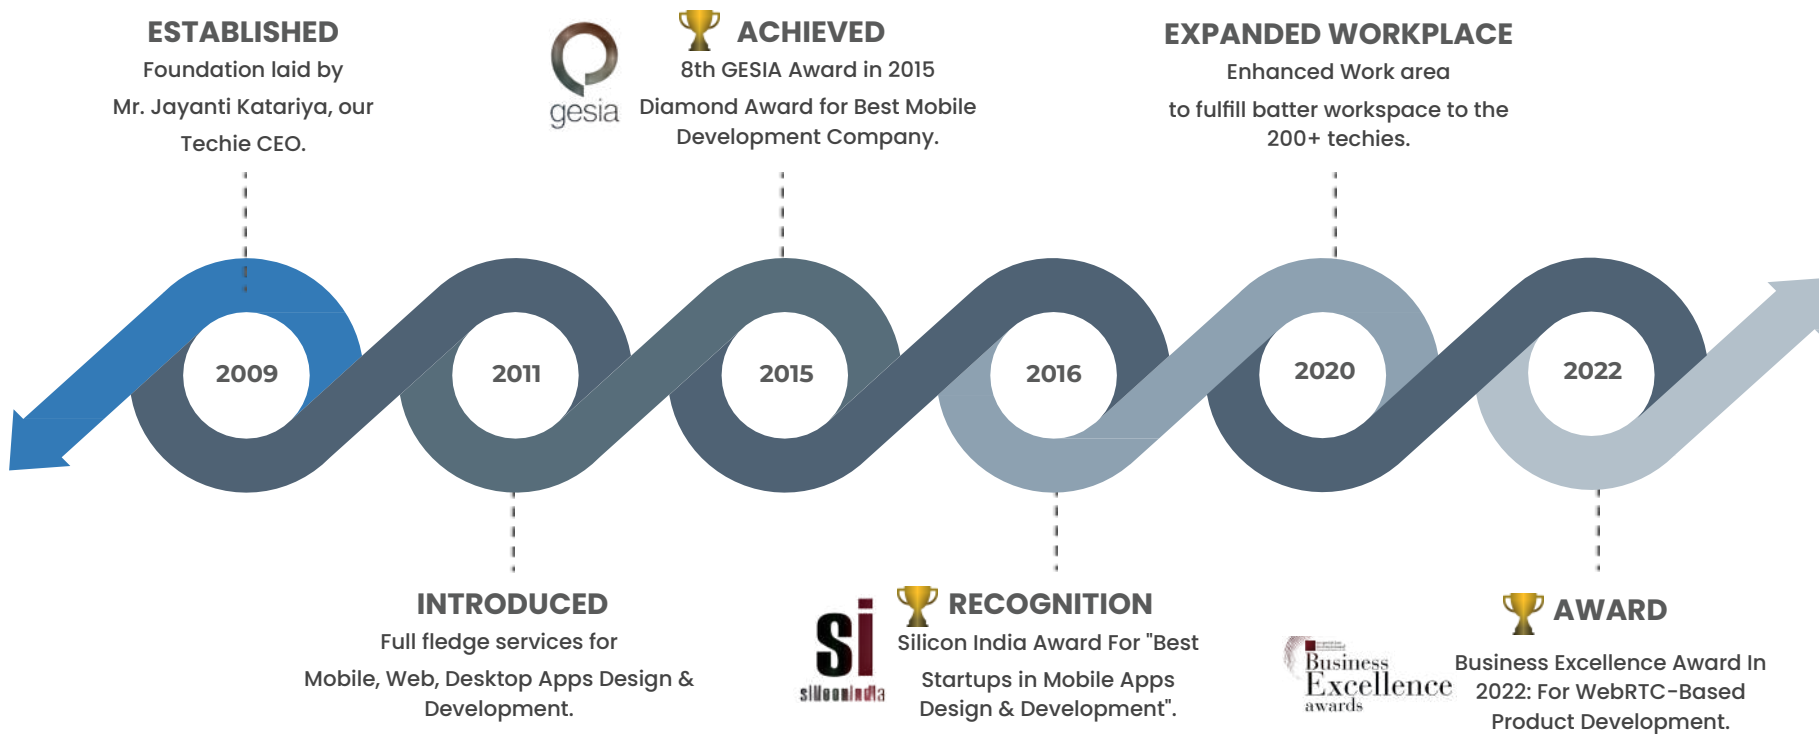 ESTABLISHED
Foundation laid by
Mr. Jayanti Katariya, our
Techie CEO.
gesia
ACHIEVED
8th GESIA Award in 2015
Diamond Award for Best Mobile
Development Company.
EXPANDED WORKPLACE
Enhanced Work area
to fulfill batter workspace to the
200+ techies.
2009
2011
2015
2016
2020
2022
INTRODUCED
Full fledge services for
Mobile, Web, Desktop Apps Design &
Development.
si
siliconindia
RECOGNITION
Silicon India Award For "Best
Startups in Mobile Apps
Design & Development".
Business
Excellence
awards
AWARD
Business Excellence Award In
2022: For WebRTC-Based
Product Development.